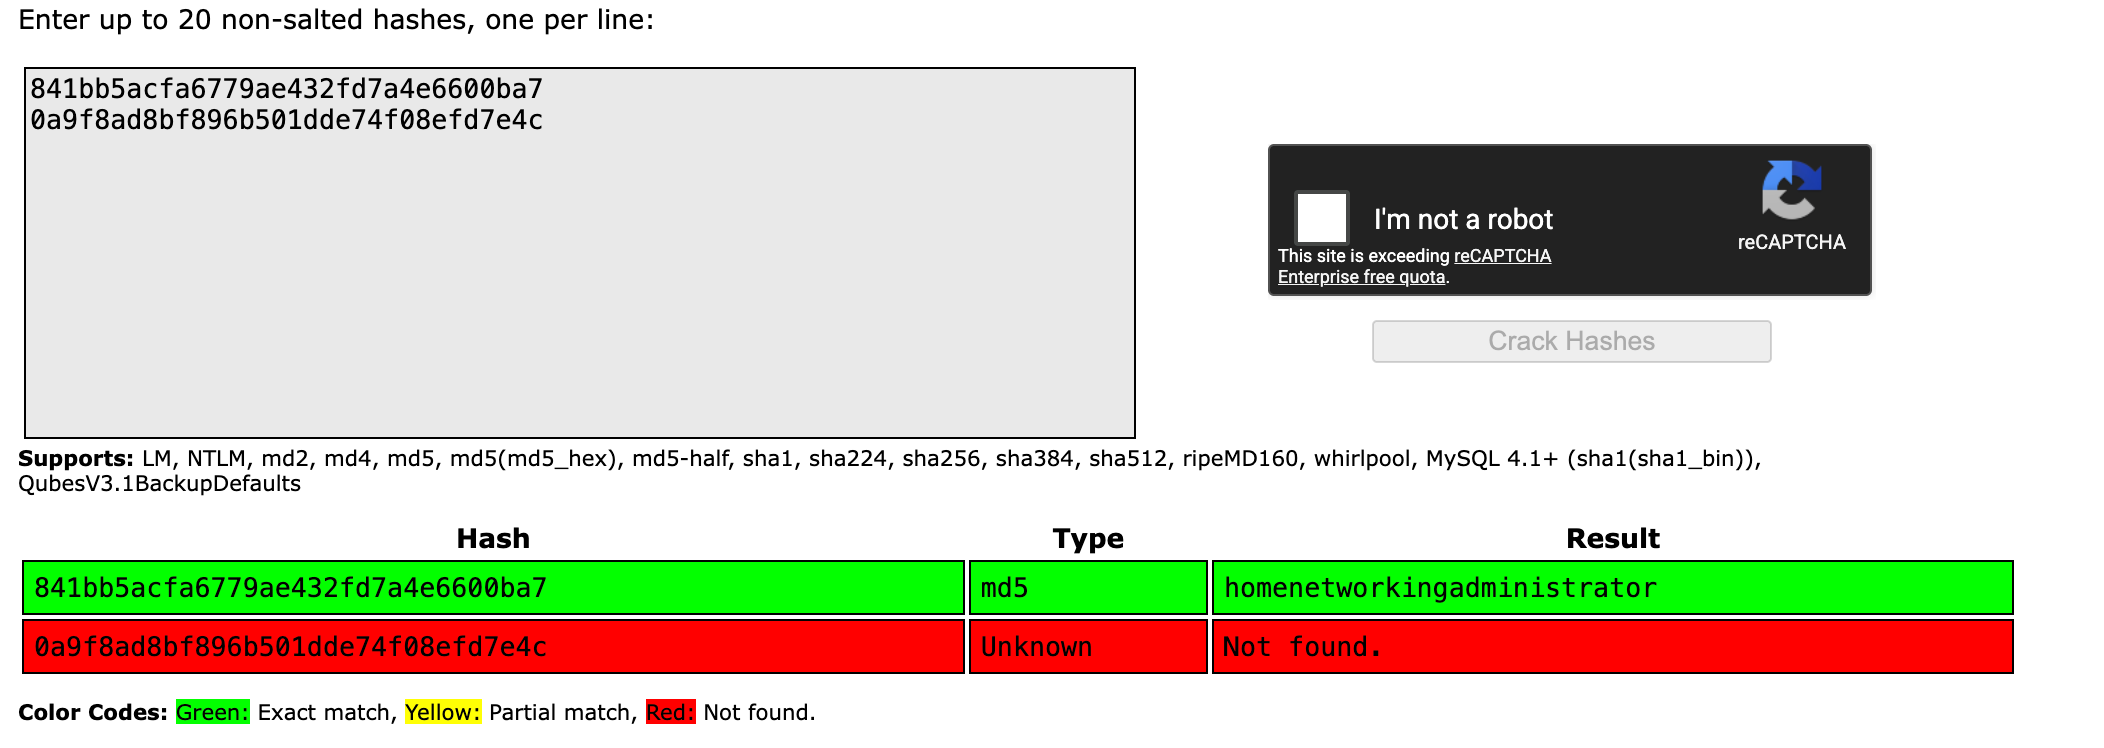 Enter up to 20 non-salted hashes, one per line:
841bb5acfa6779ae432fd7a4e6600ba7
0a9f8ad8bf896b501dde74f08efd7e4c
I'm not a robot
reCAPTCHA
This site is exceeding reCAPTCHA
Enterprise free quota.
Crack Hashes
Supports: LM, NTLM, md2, md4, md5, md5(md5_hex), md5-half, sha1, sha224, sha256, sha384, sha512, ripeMD160, whirlpool, MySQL 4.1+ (sha1(sha1_bin)),
QubesV3.1BackupDefaults
Hash Type Result
841bb5acfa6779ae432fd7a4e6600ba7 md5 homenetworkingadministrator
0a9f8ad8bf896b501dde74f08efd7e4c Unknown Not found.
Color Codes: Green: Exact match, Yellow: Partial match, Red: Not found.